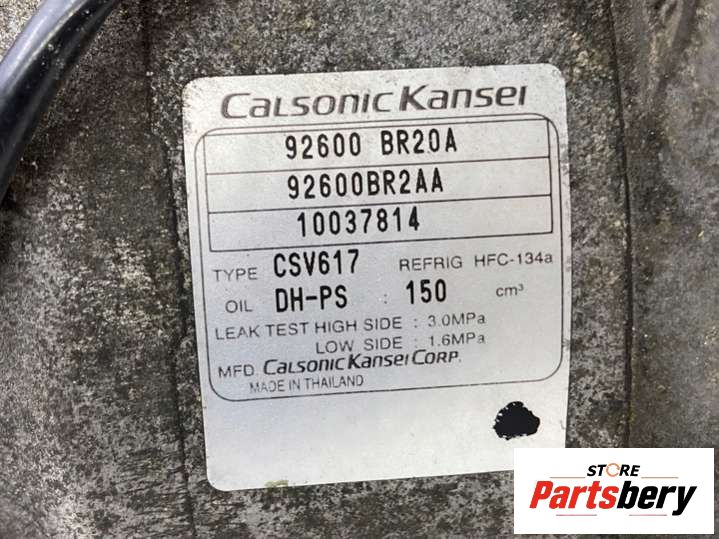 Calsonic Kansei
92600 BR20A
92600BR2AA
10037814
TYPE CSV617 REFRIG HFC-134a
OIL DH-PS : 150 cm³
LEAK TEST HIGH SIDE : 3.0MPa
LOW SIDE : 1.6MPa
MFD. Calsonic Kansei Corp.
MADE IN THAILAND
STORE
Partsbery